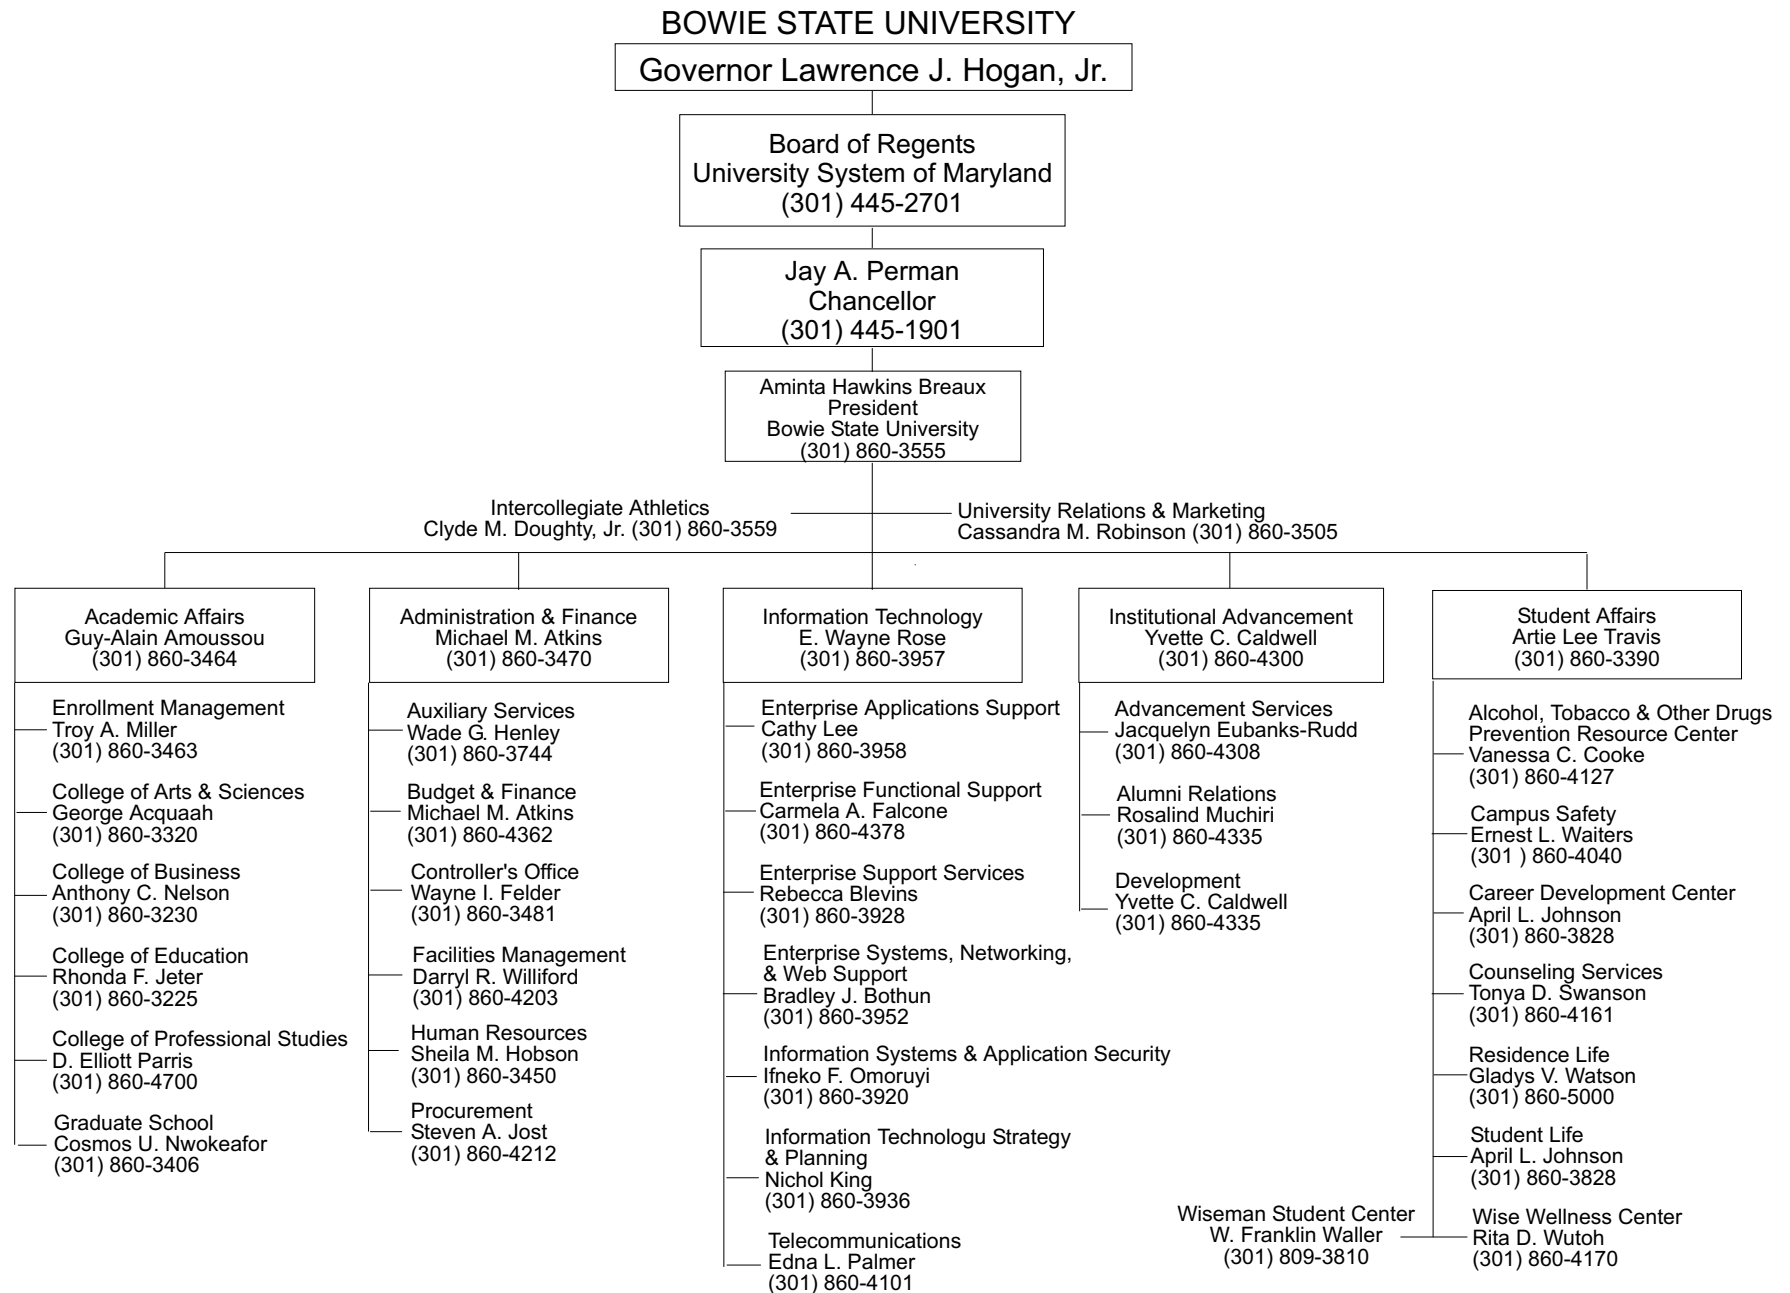 BOWIE STATE UNIVERSITY
Governor Lawrence J. Hogan, Jr.
Board of Regents
University System of Maryland
(301) 445-2701
Jay A. Perman
Chancellor
(301) 445-1901
Aminta Hawkins Breaux
President
Bowie State University
(301) 860-3555
Intercollegiate Athletics
Clyde M. Doughty, Jr. (301) 860-3559
University Relations & Marketing
Cassandra M. Robinson (301) 860-3505
Academic Affairs
Guy-Alain Amoussou
(301) 860-3464
Enrollment Management
Troy A. Miller
(301) 860-3463
College of Arts & Sciences
George Acquaah
(301) 860-3320
College of Business
Anthony C. Nelson
(301) 860-3230
College of Education
Rhonda F. Jeter
(301) 860-3225
College of Professional Studies
D. Elliott Parris
(301) 860-4700
Graduate School
Cosmos U. Nwokeafor
(301) 860-3406
Administration & Finance
Michael M. Atkins
(301) 860-3470
Auxiliary Services
Wade G. Henley
(301) 860-3744
Budget & Finance
Michael M. Atkins
(301) 860-4362
Controller's Office
Wayne I. Felder
(301) 860-3481
Facilities Management
Darryl R. Williford
(301) 860-4203
Human Resources
Sheila M. Hobson
(301) 860-3450
Procurement
Steven A. Jost
(301) 860-4212
Information Technology
E. Wayne Rose
(301) 860-3957
Enterprise Applications Support
Cathy Lee
(301) 860-3958
Enterprise Functional Support
Carmela A. Falcone
(301) 860-4378
Enterprise Support Services
Rebecca Blevins
(301) 860-3928
Enterprise Systems, Networking,
& Web Support
Bradley J. Bothun
(301) 860-3952
Information Systems & Application Security
Ifneko F. Omoruyi
(301) 860-3920
Information Technologu Strategy
& Planning
Nichol King
(301) 860-3936
Telecommunications
Edna L. Palmer
(301) 860-4101
Institutional Advancement
Yvette C. Caldwell
(301) 860-4300
Advancement Services
Jacquelyn Eubanks-Rudd
(301) 860-4308
Alumni Relations
Rosalind Muchiri
(301) 860-4335
Development
Yvette C. Caldwell
(301) 860-4335
Student Affairs
Artie Lee Travis
(301) 860-3390
Alcohol, Tobacco & Other Drugs
Prevention Resource Center
Vanessa C. Cooke
(301) 860-4127
Campus Safety
Ernest L. Waiters
(301 ) 860-4040
Career Development Center
April L. Johnson
(301) 860-3828
Counseling Services
Tonya D. Swanson
(301) 860-4161
Residence Life
Gladys V. Watson
(301) 860-5000
Student Life
April L. Johnson
(301) 860-3828
Wiseman Student Center
W. Franklin Waller
(301) 809-3810
Wise Wellness Center
Rita D. Wutoh
(301) 860-4170